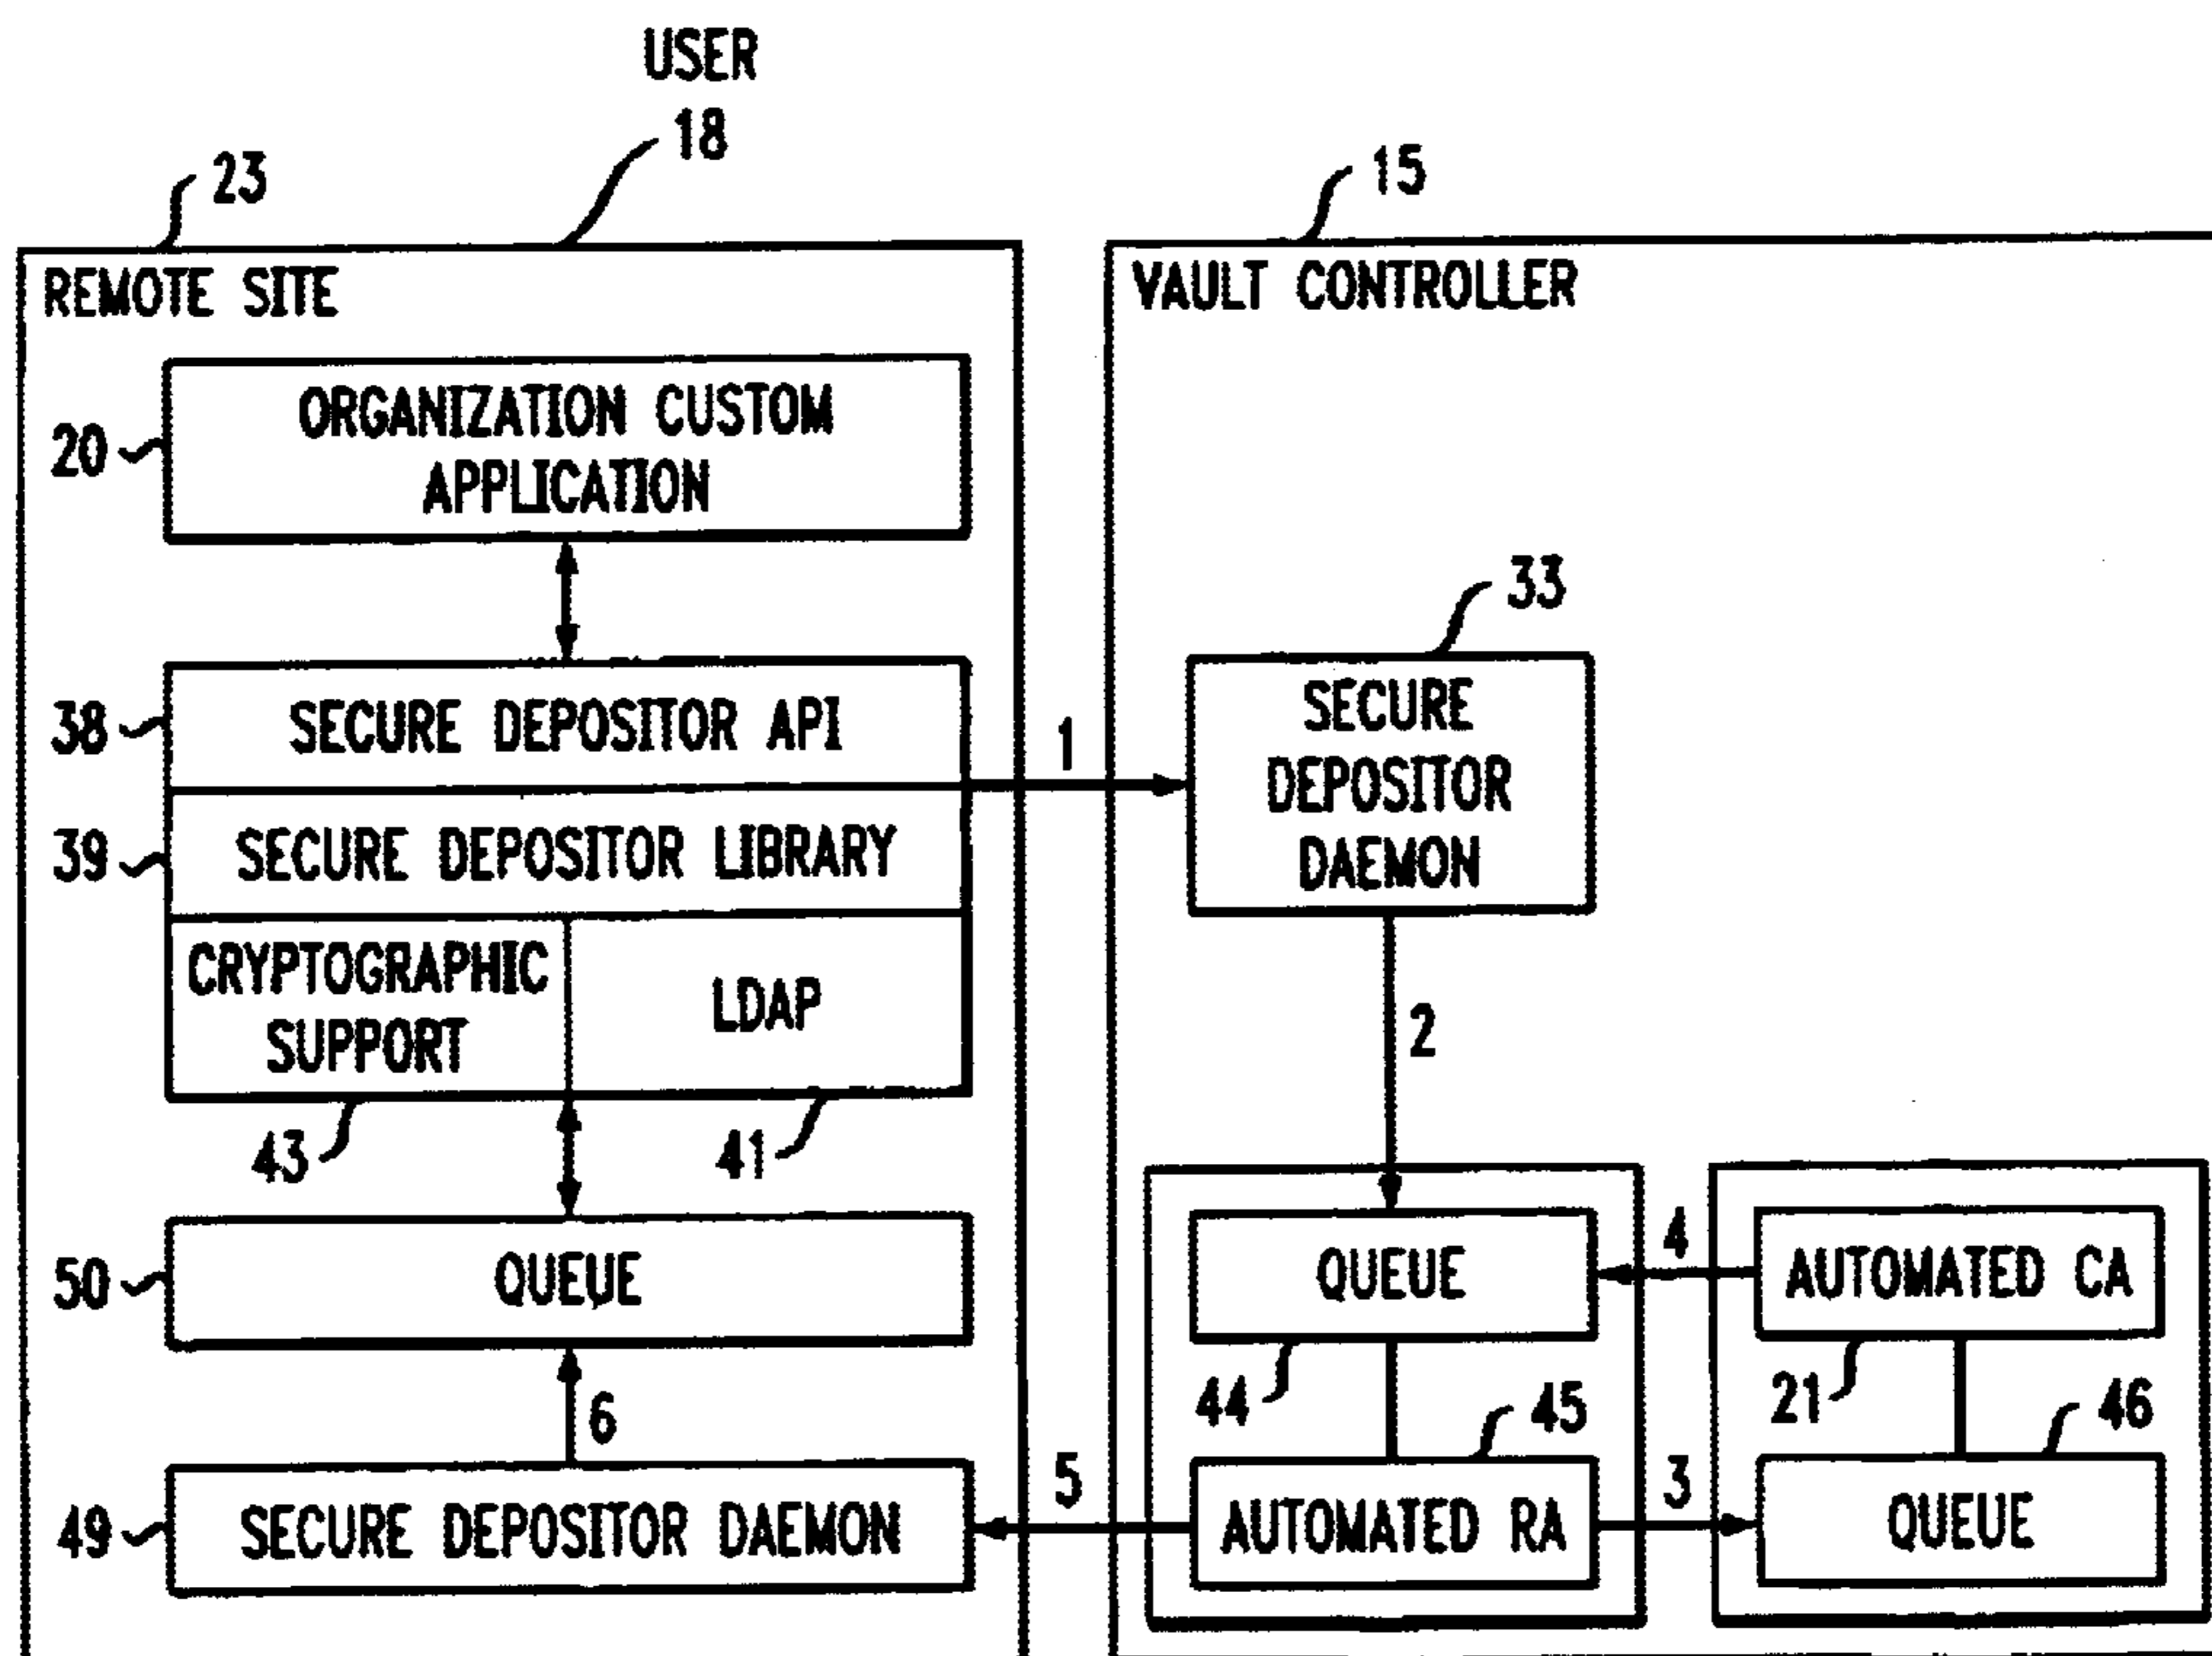 USER
18
23
15
REMOTE SITE
VAULT CONTROLLER
20
ORGANIZATION CUSTOM
APPLICATION
33
38
SECURE DEPOSITOR API
1
SECURE
DEPOSITOR
DAEMON
39
SECURE DEPOSITOR LIBRARY
CRYPTOGRAPHIC
SUPPORT
LDAP
2
43
41
50
QUEUE
QUEUE
4
AUTOMATED CA
44
45
21
46
6
49
SECURE DEPOSITOR DAEMON
5
AUTOMATED RA
3
QUEUE